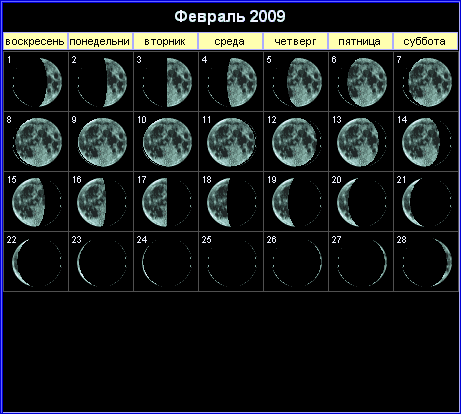 Февраль 2009
воскресень понедельни вторник среда четверг пятница суббота
1 2 3 4 5 6 7
8 9 10 11 12 13 14
15 16 17 18 19 20 21
22 23 24 25 26 27 28